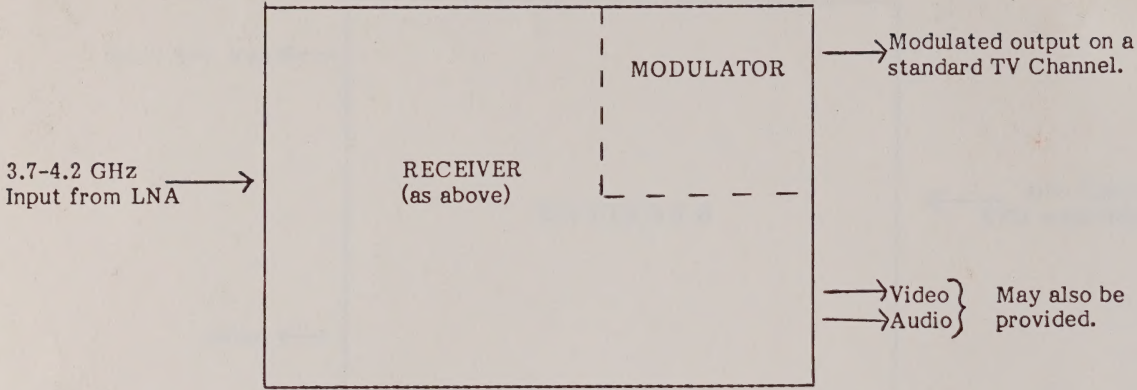 MODULATOR
Modulated output on a
standard TV Channel.
3.7-4.2 GHz
Input from LNA
RECEIVER
(as above)
Video
Audio
May also be
provided.